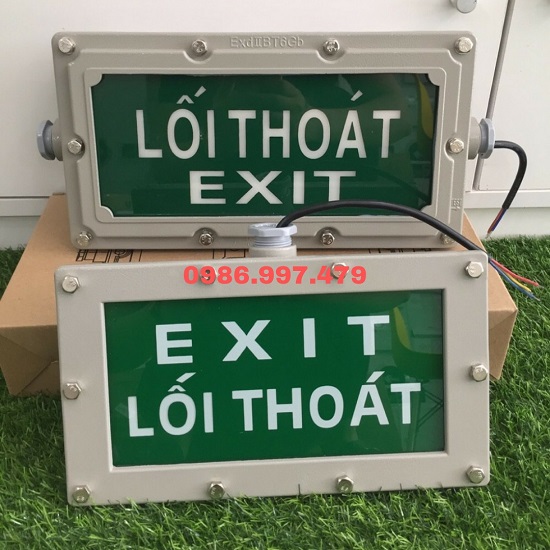 ExdIIBT6Gb
LỐI THOÁT
EXIT
0986.997.479
EXIT
LỐI THOÁT